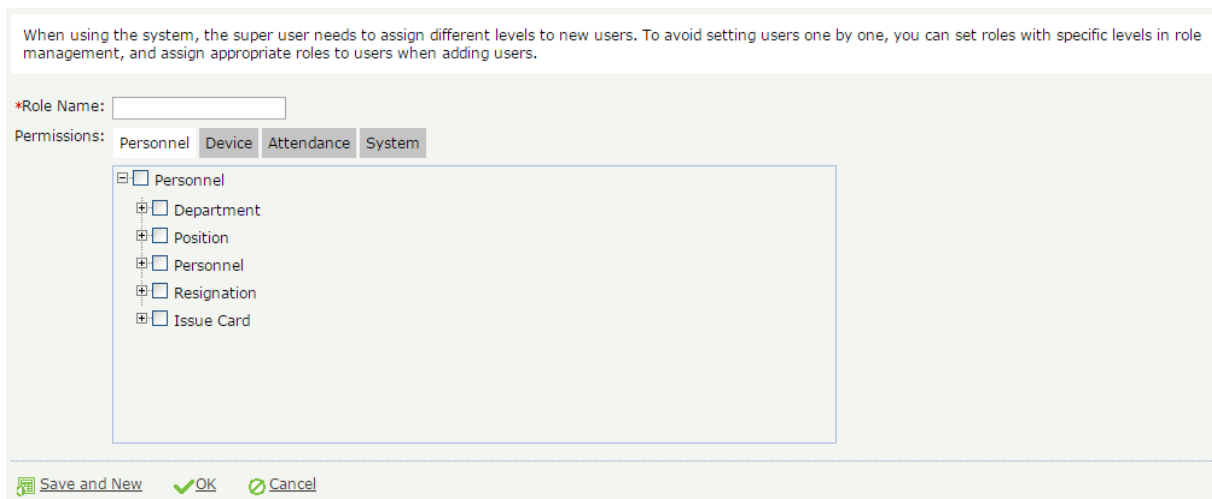 When using the system, the super user needs to assign different levels to new users. To avoid setting users one by one, you can set roles with specific levels in role
management, and assign appropriate roles to users when adding users.
*Role Name:
Permissions: Personnel Device Attendance System
Personnel
Department
Position
Personnel
Resignation
Issue Card
Save and New OK Cancel